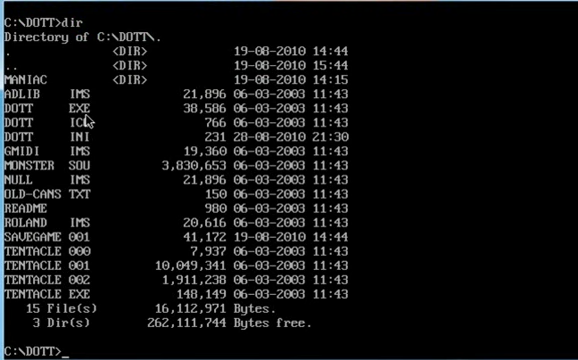 C:\DOTT>dir
Directory of C:\DOTT\.
. <DIR> 19-08-2010 14:44
.. <DIR> 19-08-2010 15:44
MANIAC <DIR> 19-08-2010 14:15
ADLIB IMS 21,896 06-03-2003 11:43
DOTT EXE 38,586 06-03-2003 11:43
DOTT ICO 766 06-03-2003 11:43
DOTT INI 231 28-08-2010 21:30
GMIDI IMS 19,360 06-03-2003 11:43
MONSTER SOU 3,830,653 06-03-2003 11:43
NULL IMS 21,896 06-03-2003 11:43
OLD-CANS TXT 150 06-03-2003 11:43
README 980 06-03-2003 11:43
ROLAND IMS 20,616 06-03-2003 11:43
SAVEGAME 001 41,172 19-08-2010 14:44
TENTACLE 000 7,937 06-03-2003 11:43
TENTACLE 001 10,049,341 06-03-2003 11:43
TENTACLE 002 1,911,238 06-03-2003 11:43
TENTACLE EXE 148,149 06-03-2003 11:43
15 File(s) 16,112,971 Bytes.
3 Dir(s) 262,111,744 Bytes free.
C:\DOTT>_